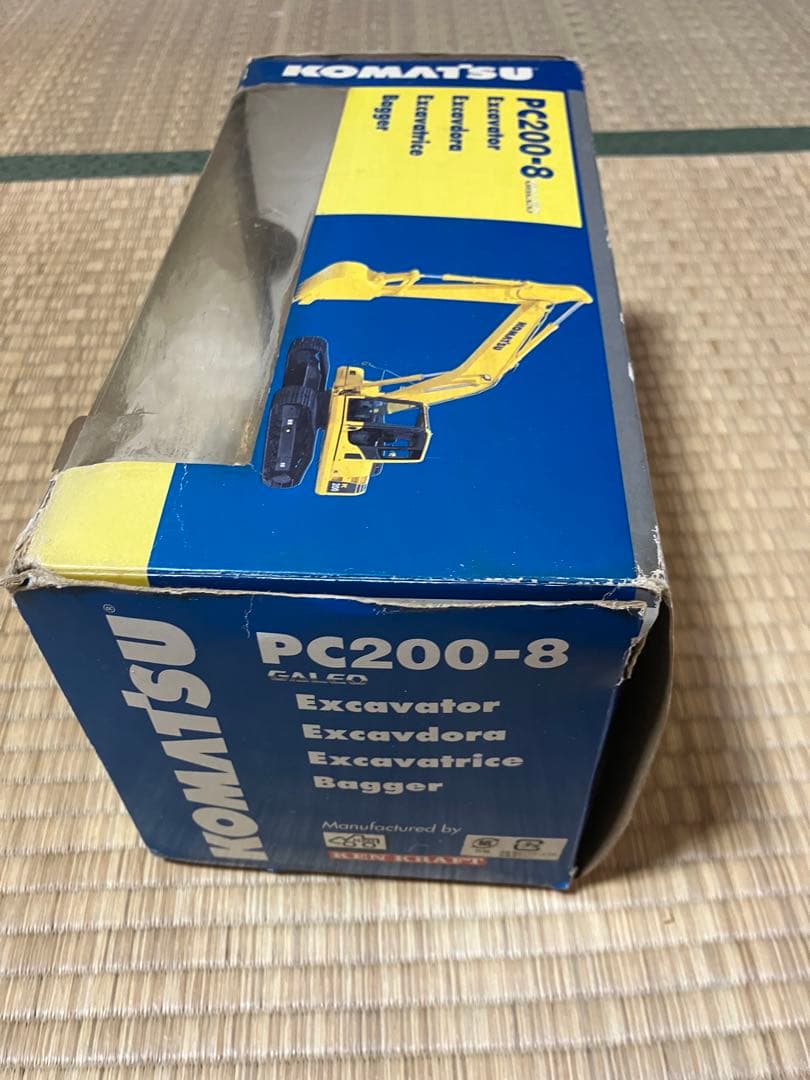 KOMATSU
PC200-8
Excavator
Excavdora
Excavatrice
Bagger
KOMATSU
KOMATSU®
PC200-8
GALEO
Excavator
Excavdora
Excavatrice
Bagger
Manufactured by
KEN KRAFT